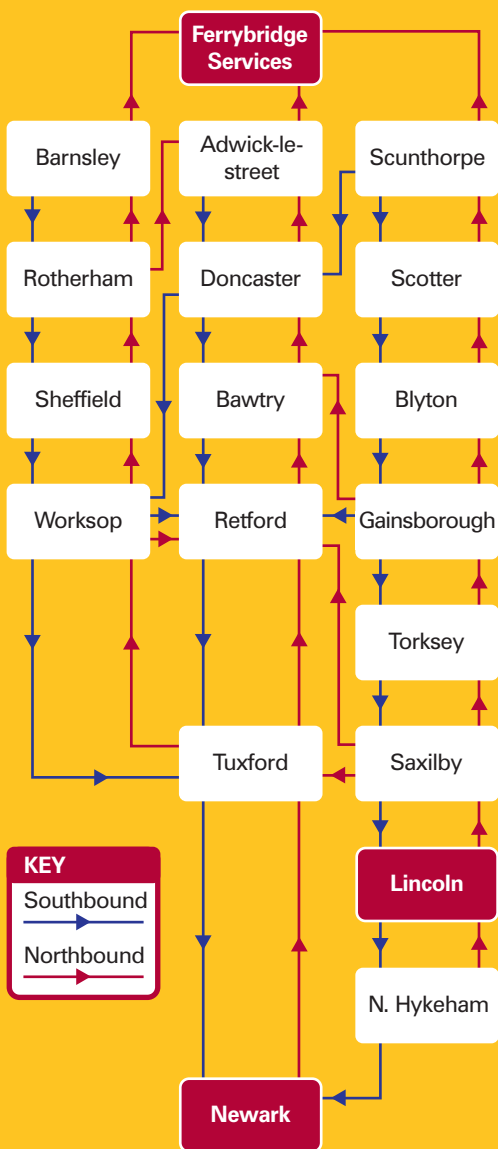 Ferrybridge
Services
Barnsley
Adwick-le-
street
Scunthorpe
Rotherham
Doncaster
Scotter
Sheffield
Bawtry
Blyton
Worksop
Retford
Gainsborough
Torksey
Tuxford
Saxilby
KEY
Southbound
Northbound
Lincoln
N. Hykeham
Newark